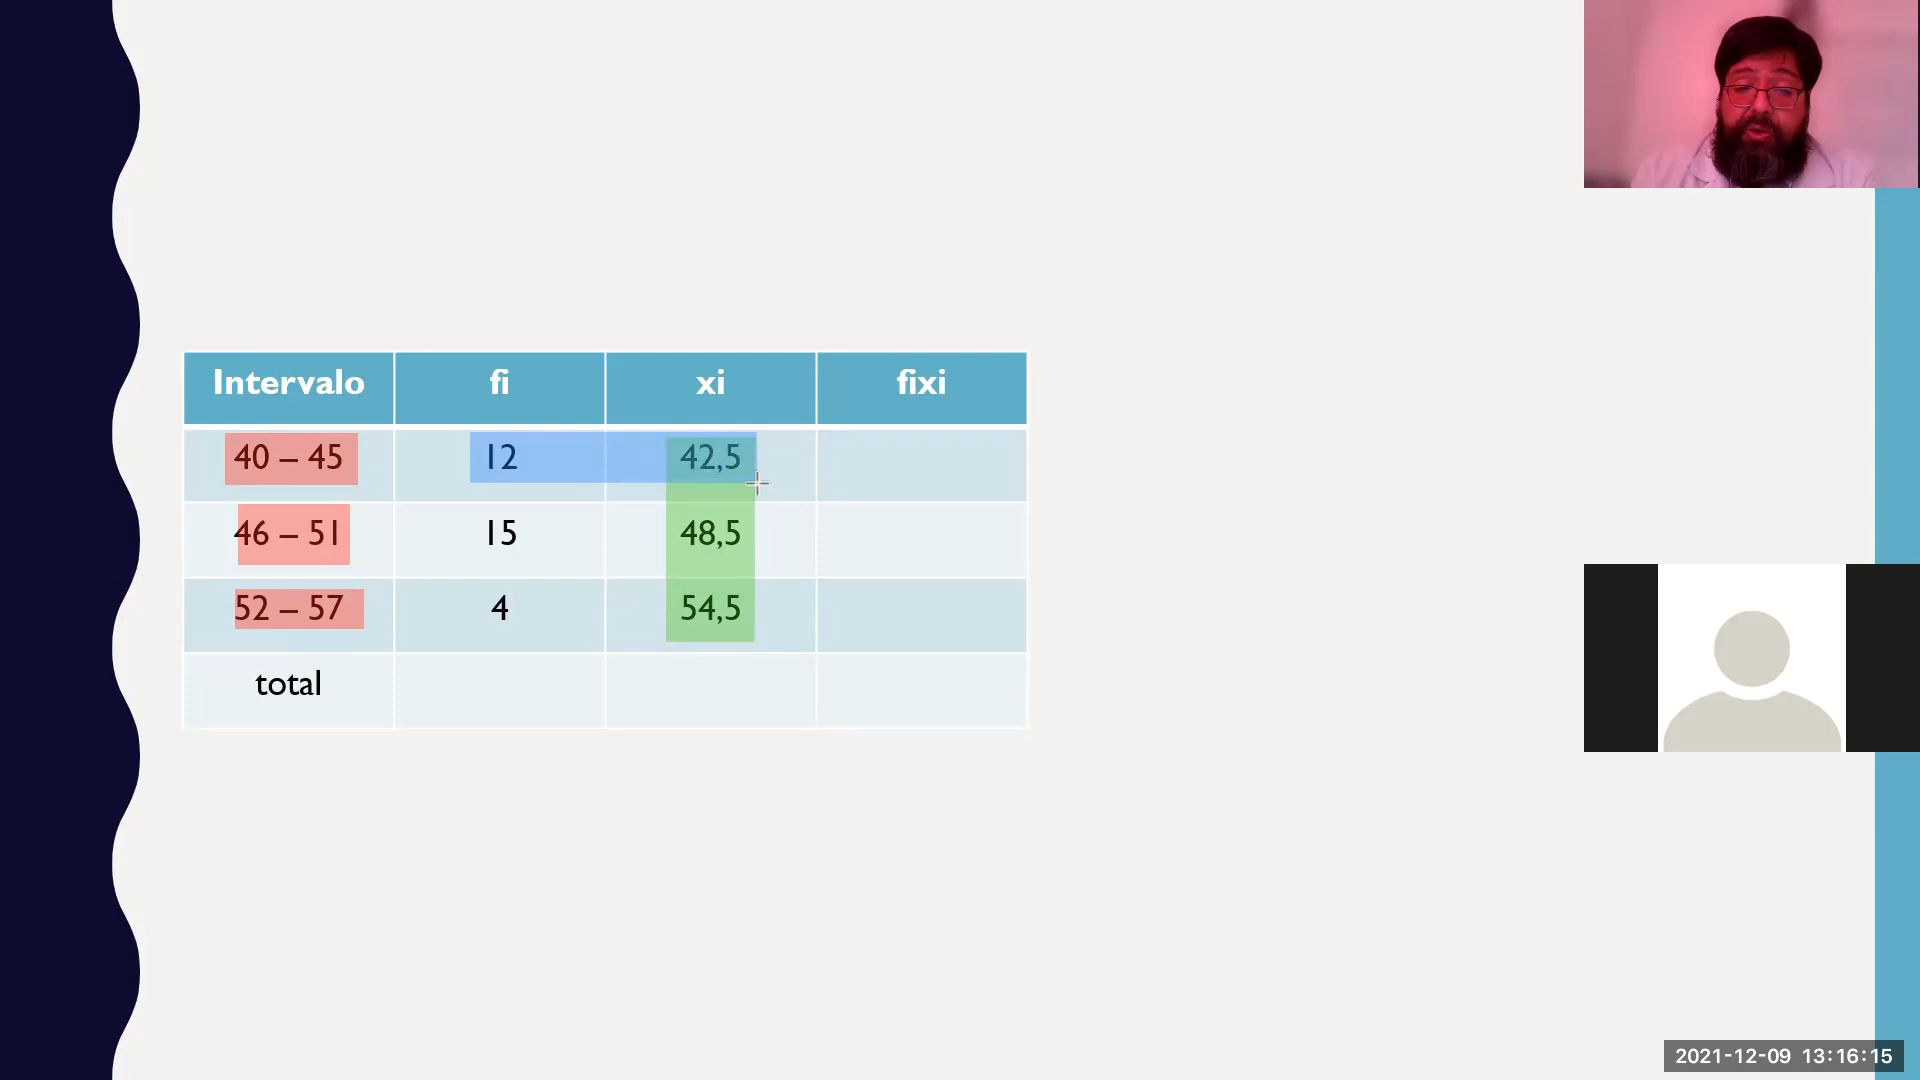 Intervalo fi xi fixi
40 – 45 12 42,5
46 – 51 15 48,5
52 – 57 4 54,5
total
2021-12-09 13:16:15